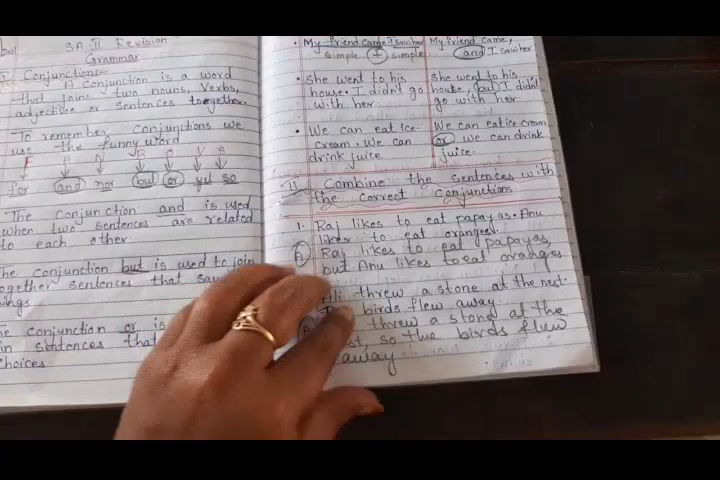 SA II Revision
Grammar
I Conjunctions:-
A Conjunction is a word
that joins two nouns, Verbs,
adjectives or sentences together.
To remember conjuntions we
use the funny word
F A N B O Y S
for and nor but or yet so
The Conjunction and is used
when two sentences are related
to each other.
The conjunction but is used to join
together sentences that
conjunction or is
in sentences that
choices.
My friend came. I saw her
simple + simple
My friend came,
and I saw her
She went to his
house. I didn't go
with her
She went to his
house, but I didn't
go with her.
We can eat ice-
cream. We can
drink juice
We can eat ice-cream
or we can drink
juice.
II Combine the sentences with
the correct conjunctions
1. Raj likes to eat papayas. Anu
likes to eat oranges.
A Raj likes to eat papayas,
but Anu likes to eat oranges
threw a stone at the nest.
birds flew away.
A threw a stone at the
so the birds flew
away